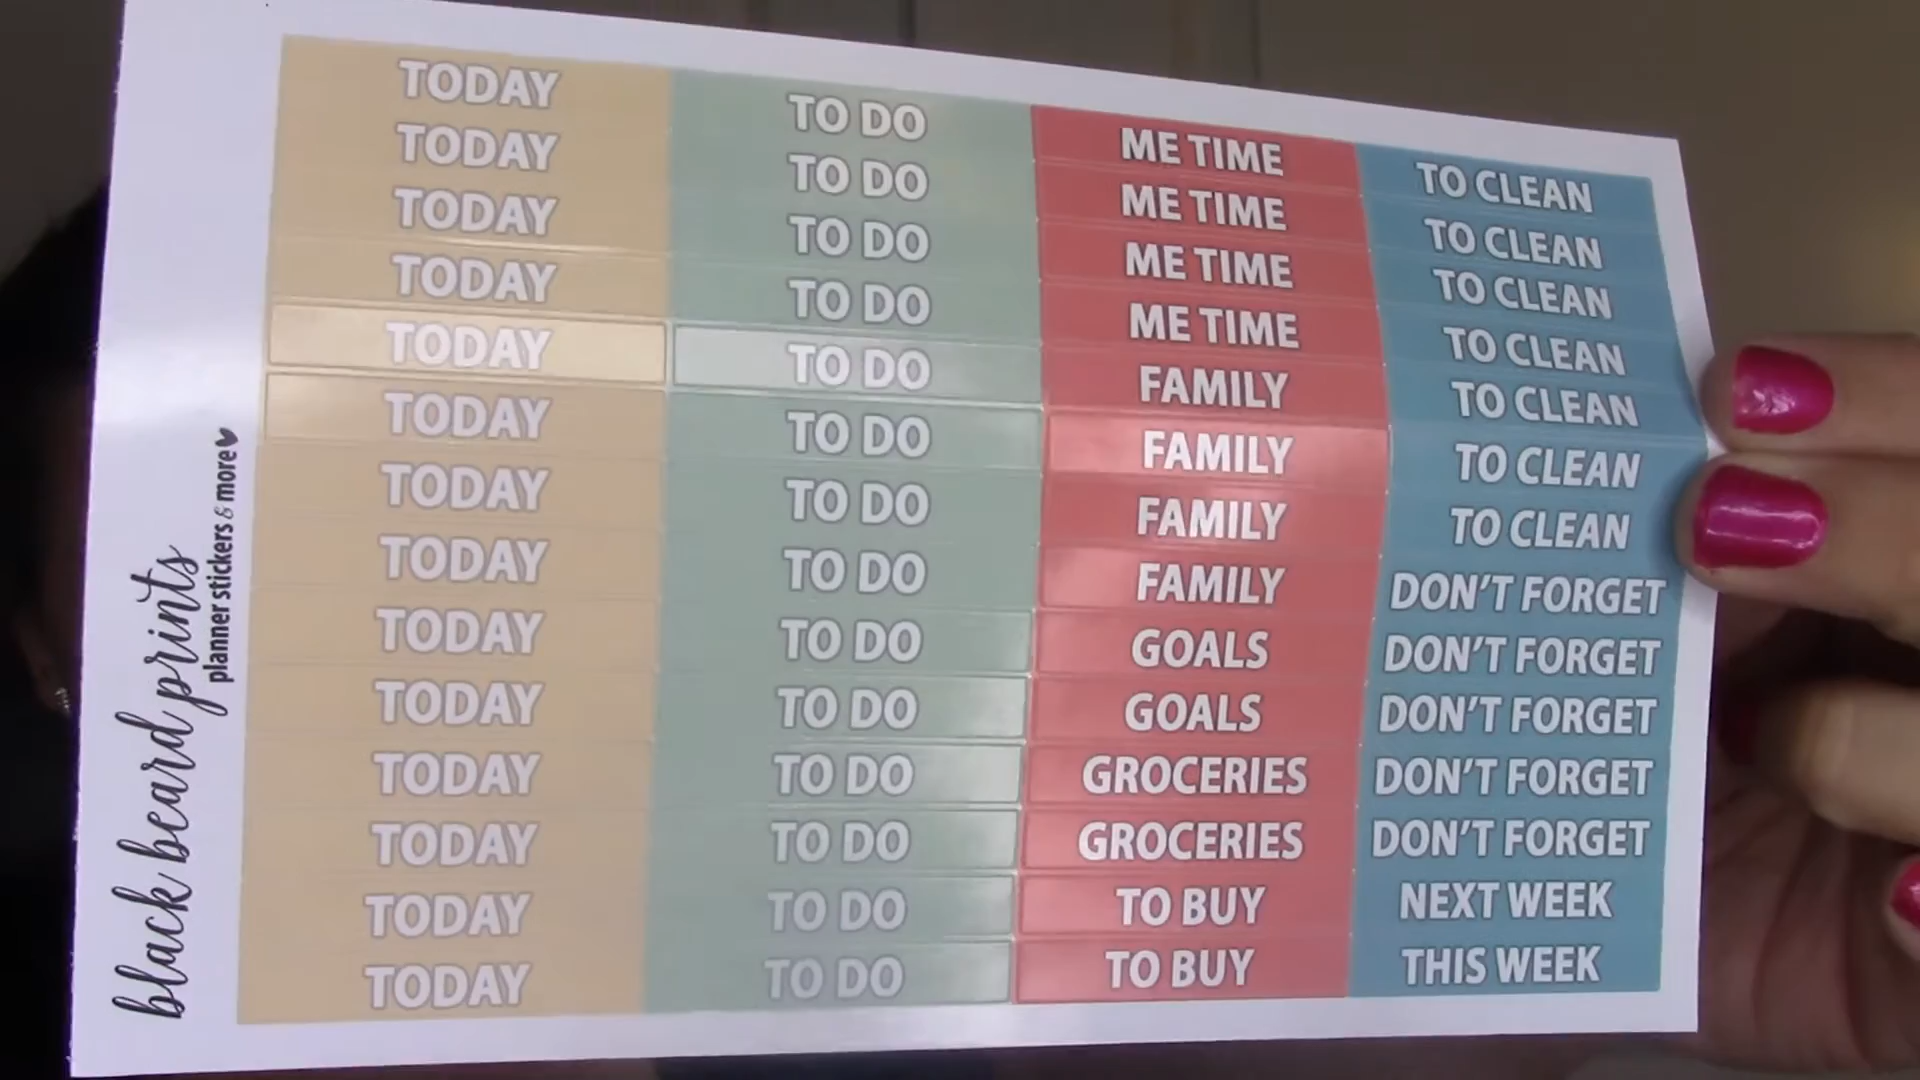 black beard prints
planner stickers & more
TODAY
TODAY
TODAY
TODAY
TODAY
TODAY
TODAY
TODAY
TODAY
TODAY
TODAY
TODAY
TODAY
TODAY
TO DO
TO DO
TO DO
TO DO
TO DO
TO DO
TO DO
TO DO
TO DO
TO DO
TO DO
TO DO
TO DO
TO DO
ME TIME
ME TIME
ME TIME
ME TIME
FAMILY
FAMILY
FAMILY
FAMILY
GOALS
GOALS
GROCERIES
GROCERIES
TO BUY
TO BUY
TO CLEAN
TO CLEAN
TO CLEAN
TO CLEAN
TO CLEAN
TO CLEAN
TO CLEAN
DON'T FORGET
DON'T FORGET
DON'T FORGET
DON'T FORGET
DON'T FORGET
NEXT WEEK
THIS WEEK